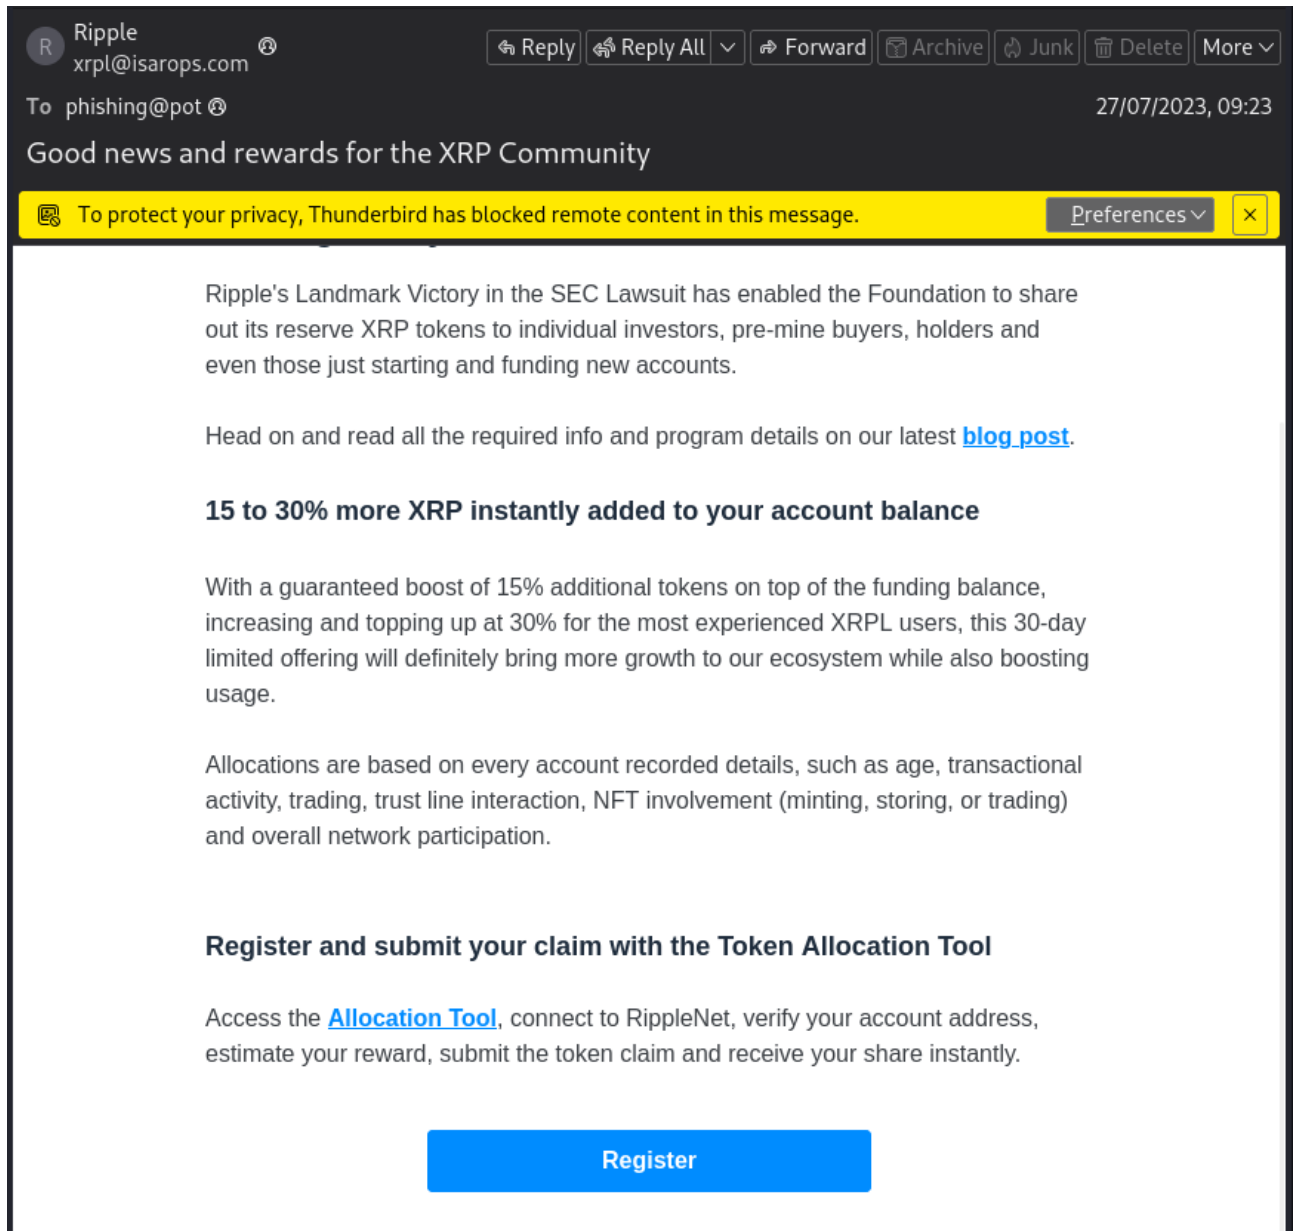 R
Ripple
xrpl@isarops.com
Reply
Reply All
Forward
Archive
Junk
Delete
More
To phishing@pot
27/07/2023, 09:23
Good news and rewards for the XRP Community
To protect your privacy, Thunderbird has blocked remote content in this message.
Preferences
Ripple's Landmark Victory in the SEC Lawsuit has enabled the Foundation to share
out its reserve XRP tokens to individual investors, pre-mine buyers, holders and
even those just starting and funding new accounts.
Head on and read all the required info and program details on our latest blog post.
15 to 30% more XRP instantly added to your account balance
With a guaranteed boost of 15% additional tokens on top of the funding balance,
increasing and topping up at 30% for the most experienced XRPL users, this 30-day
limited offering will definitely bring more growth to our ecosystem while also boosting
usage.
Allocations are based on every account recorded details, such as age, transactional
activity, trading, trust line interaction, NFT involvement (minting, storing, or trading)
and overall network participation.
Register and submit your claim with the Token Allocation Tool
Access the Allocation Tool, connect to RippleNet, verify your account address,
estimate your reward, submit the token claim and receive your share instantly.
Register